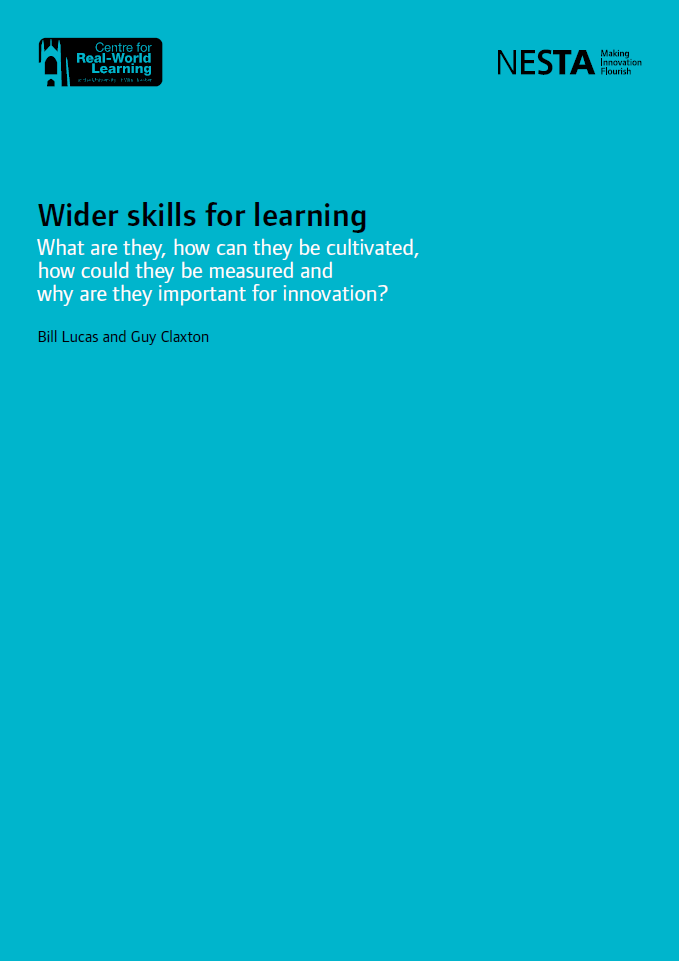 Centre for
Real-World
Learning
NESTA
Making
Innovation
Flourish
Wider skills for learning
What are they, how can they be cultivated,
how could they be measured and
why are they important for innovation?
Bill Lucas and Guy Claxton